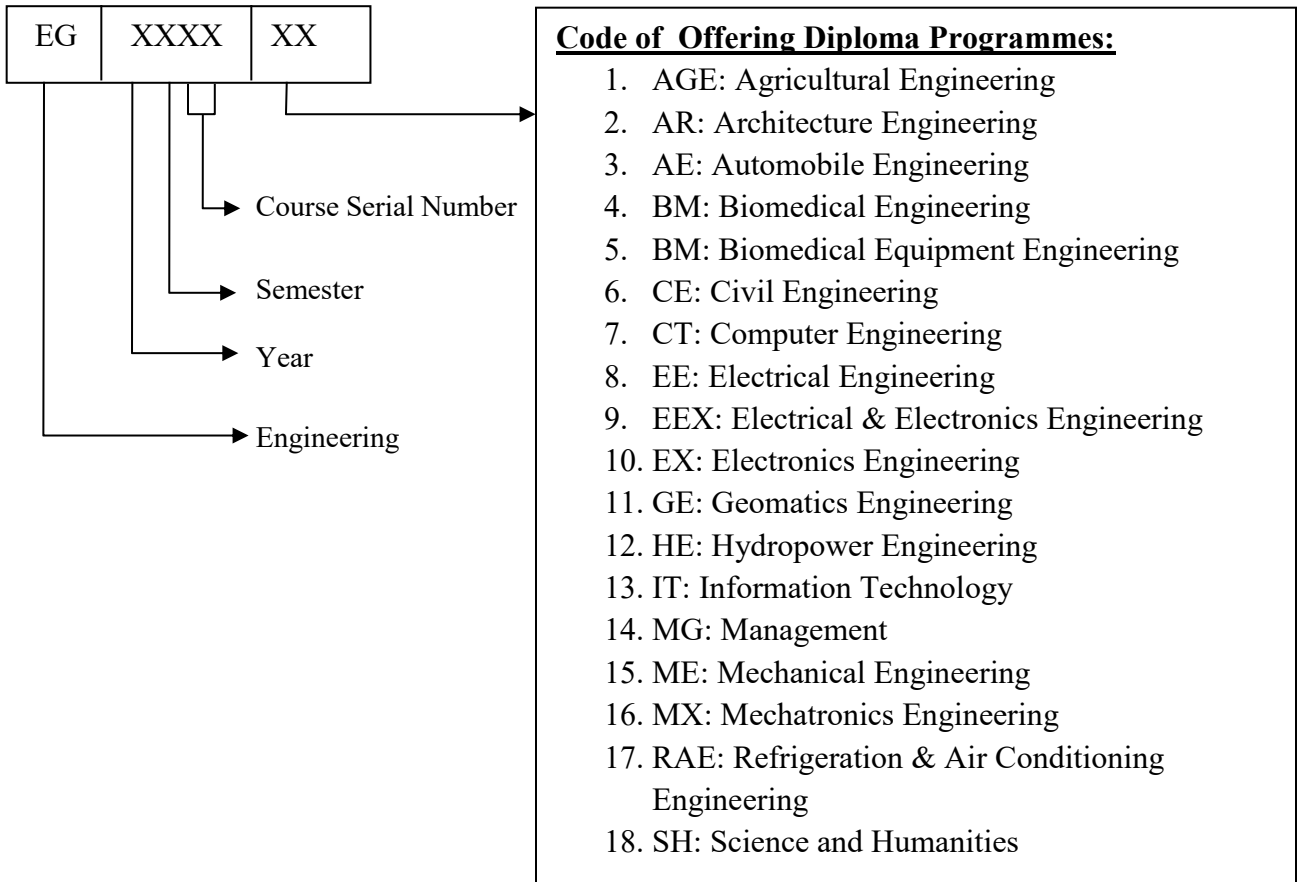 EG XXXX XX
Course Serial Number
Semester
Year
Engineering
Code of Offering Diploma Programmes:
1. AGE: Agricultural Engineering
2. AR: Architecture Engineering
3. AE: Automobile Engineering
4. BM: Biomedical Engineering
5. BM: Biomedical Equipment Engineering
6. CE: Civil Engineering
7. CT: Computer Engineering
8. EE: Electrical Engineering
9. EEX: Electrical & Electronics Engineering
10. EX: Electronics Engineering
11. GE: Geomatics Engineering
12. HE: Hydropower Engineering
13. IT: Information Technology
14. MG: Management
15. ME: Mechanical Engineering
16. MX: Mechatronics Engineering
17. RAE: Refrigeration & Air Conditioning
Engineering
18. SH: Science and Humanities